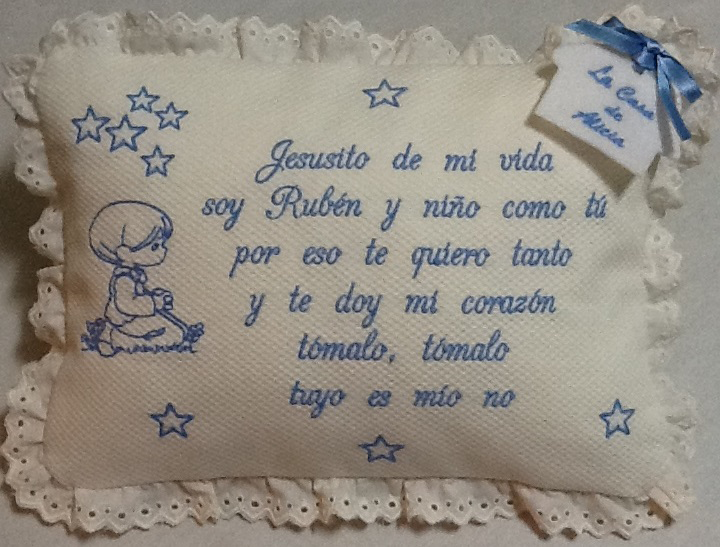 La Casa
de
Alicia
Jesusito de mi vida
soy Rubén y niño como tú
por eso te quiero tanto
y te doy mi corazón
tómalo, tómalo
tuyo es mío no